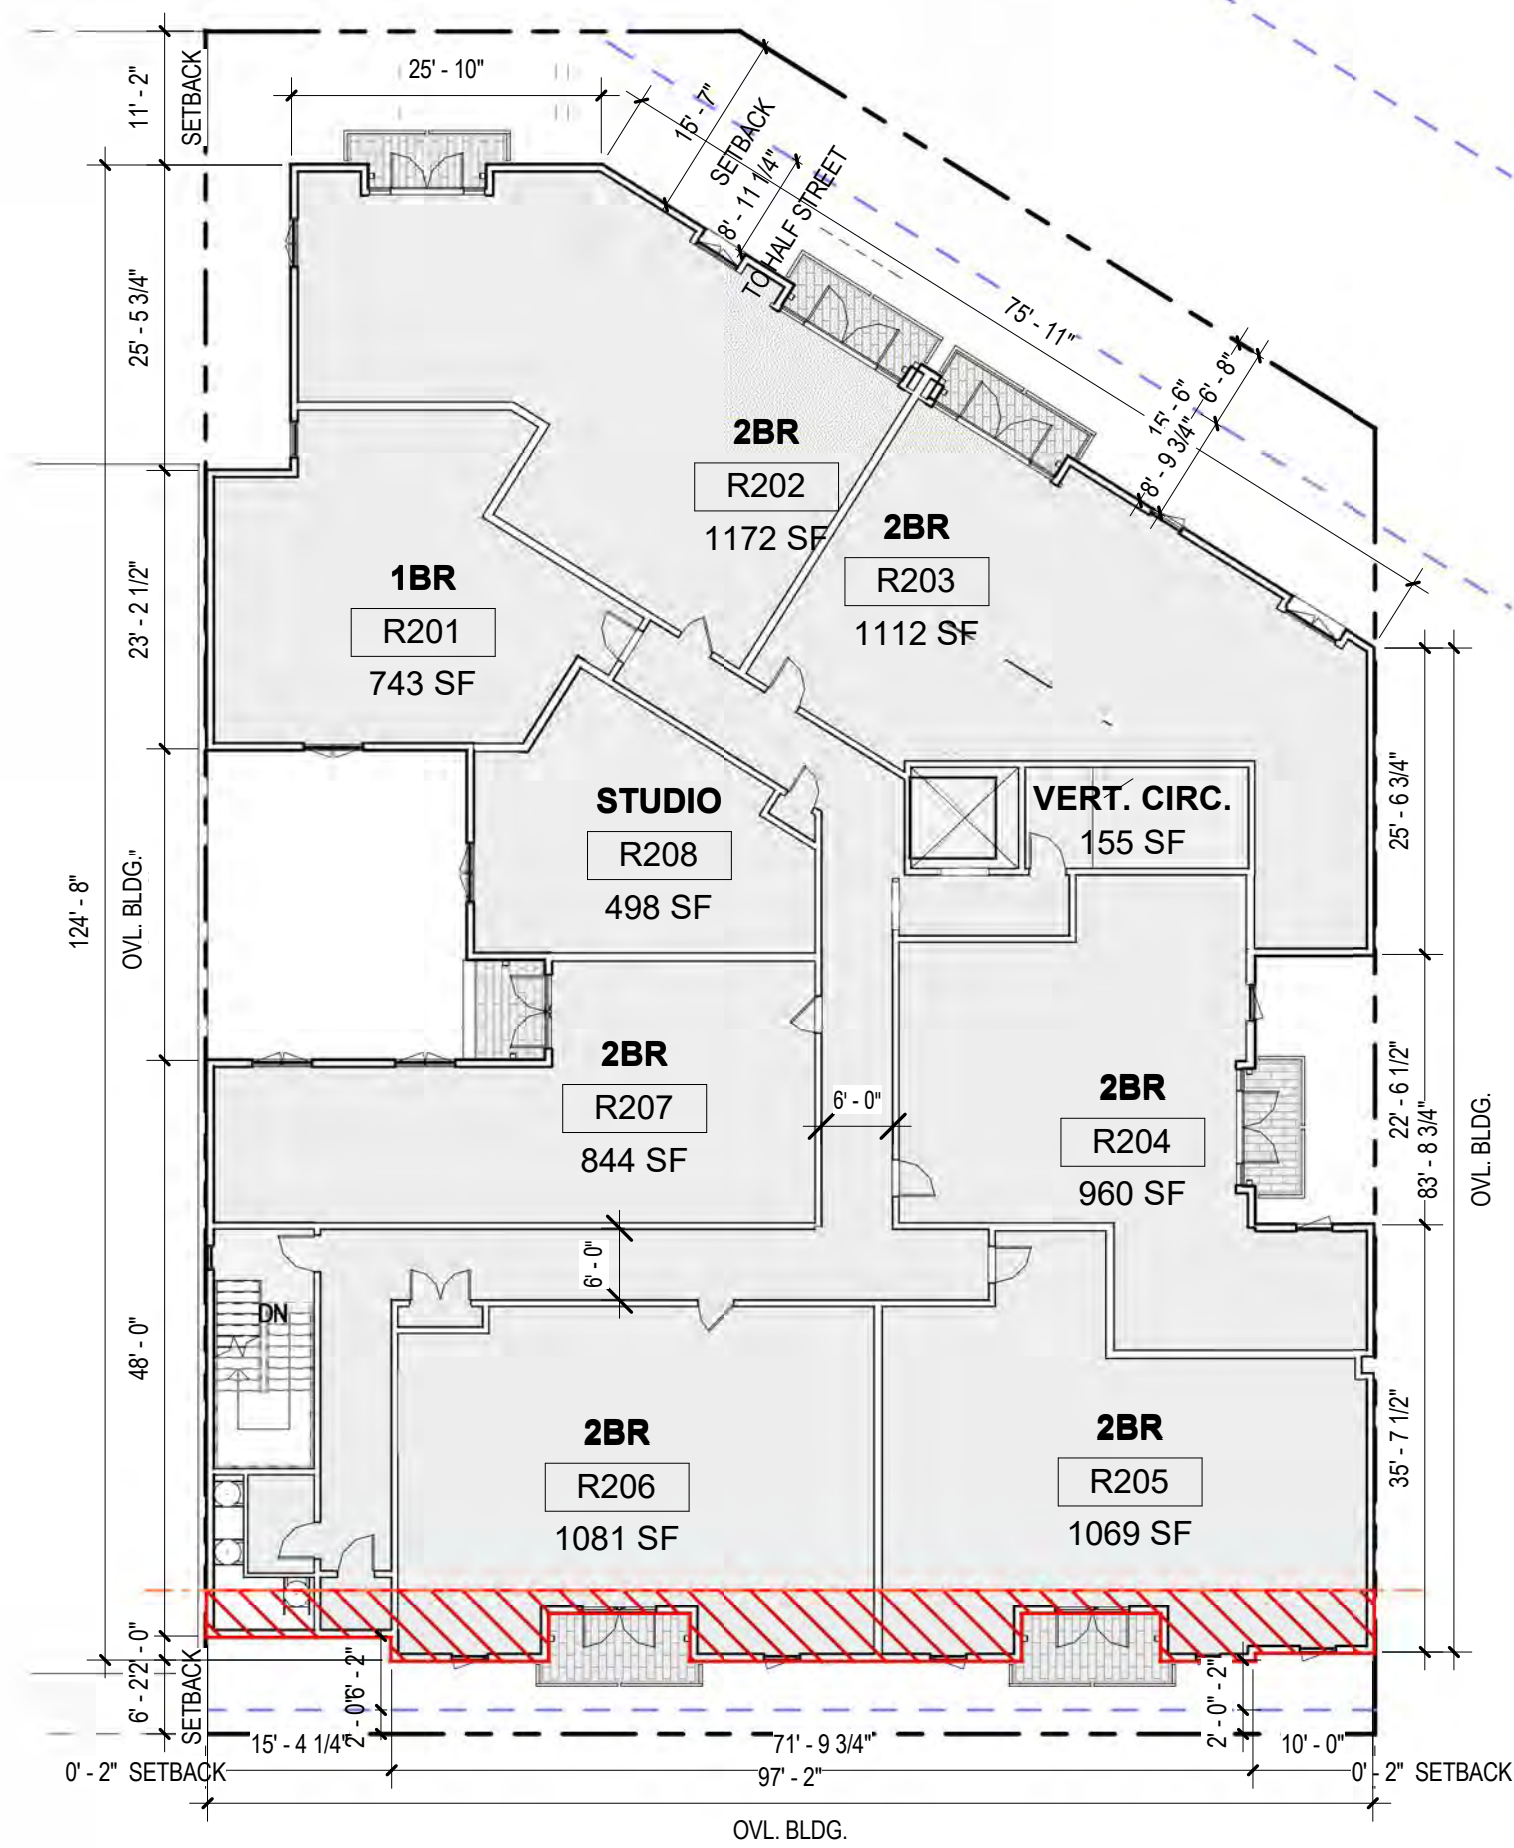 25' - 10"
11' - 2"
SETBACK
15' - 7"
SETBACK
8' - 11 1/4"
TO HALF STREET
75' - 11"
25' - 5 3/4"
15' - 6"
6' - 8"
8' - 9 3/4"
2BR
R202
1172 SF
2BR
R203
1112 SF
1BR
R201
743 SF
23' - 2 1/2"
STUDIO
R208
498 SF
VERT. CIRC.
155 SF
25' - 6 3/4"
124' - 8"
OVL. BLDG."
2BR
R207
844 SF
6' - 0"
2BR
R204
960 SF
22' - 6 1/2"
83' - 8 3/4"
OVL. BLDG.
6' - 0"
DN
48' - 0"
2BR
R206
1081 SF
2BR
R205
1069 SF
35' - 7 1/2"
2' - 0"
6' - 2"
SETBACK
6' - 2"
2' - 0"
2' - 0"
15' - 4 1/4"
71' - 9 3/4"
10' - 0"
0' - 2" SETBACK
97' - 2"
0' - 2" SETBACK
OVL. BLDG.